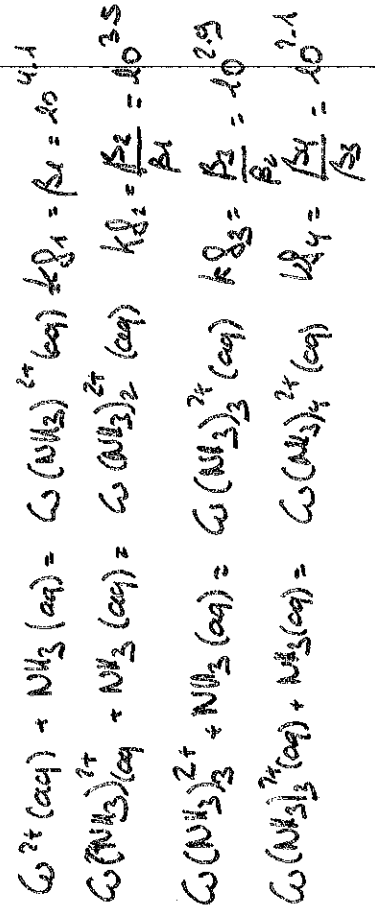 Cu²⁺(aq) + NH₃(aq) = Cu(NH₃)²⁺(aq) kf₁ = β₁ = 10^4.1
Cu(NH₃)²⁺(aq + NH₃(aq) = Cu(NH₃)₂²⁺(aq) kf₂ = β₂/β₁ = 10^3.5
Cu(NH₃)₃²⁺ + NH₃(aq) = Cu(NH₃)₃²⁺(aq) kf₃ = β₃/β₂ = 10^2.9
Cu(NH₃)₃²⁺(aq) + NH₃(aq) = Cu(NH₃)₄²⁺(aq) kf₄ = β₄/β₃ = 10^2.1